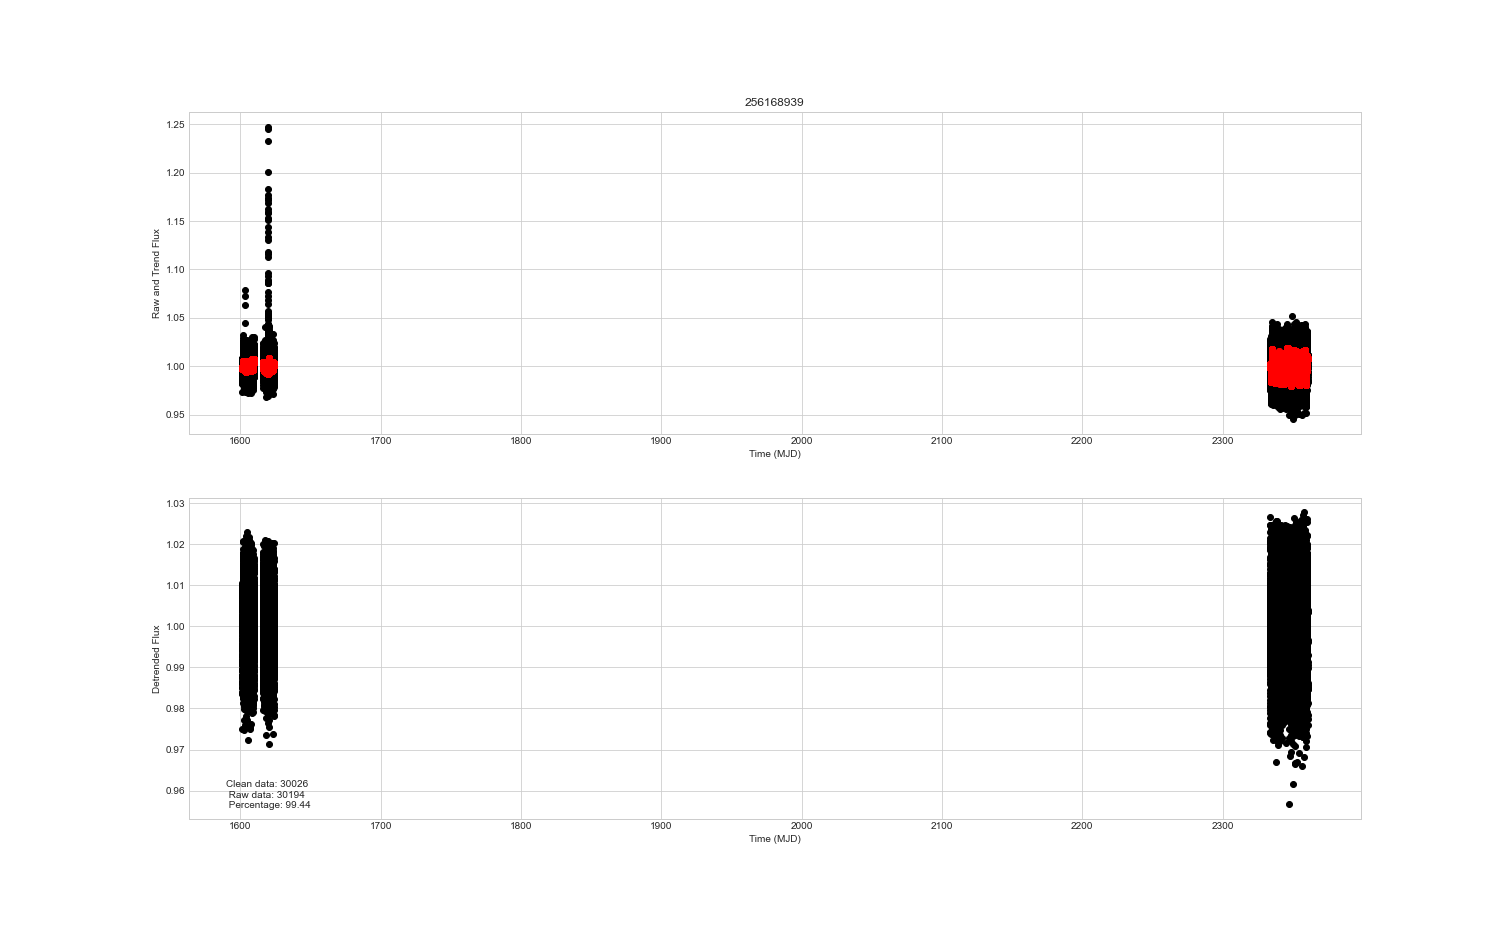 256168939
1.25
1.20
1.15
1.10
1.05
1.00
0.95
Raw and Trend Flux
1600 1700 1800 1900 2000 2100 2200 2300
Time (MJD)
1.03
1.02
1.01
1.00
0.99
0.98
0.97
0.96
Detrended Flux
Clean data: 30026
Raw data: 30194
Percentage: 99.44
1600 1700 1800 1900 2000 2100 2200 2300
Time (MJD)